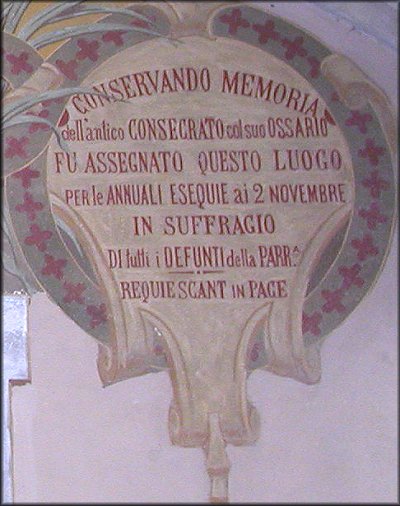 CONSERVANDO MEMORIA
dell'antico CONSECRATO col suo OSSARIO
FU ASSEGNATO QUESTO LUOGO
PER le ANNUALI ESEQUIE ai 2 NOVEMBRE
IN SUFFRAGIO
DI tutti i DEFUNTI della PARR.ª
REQUIESCANT IN PACE